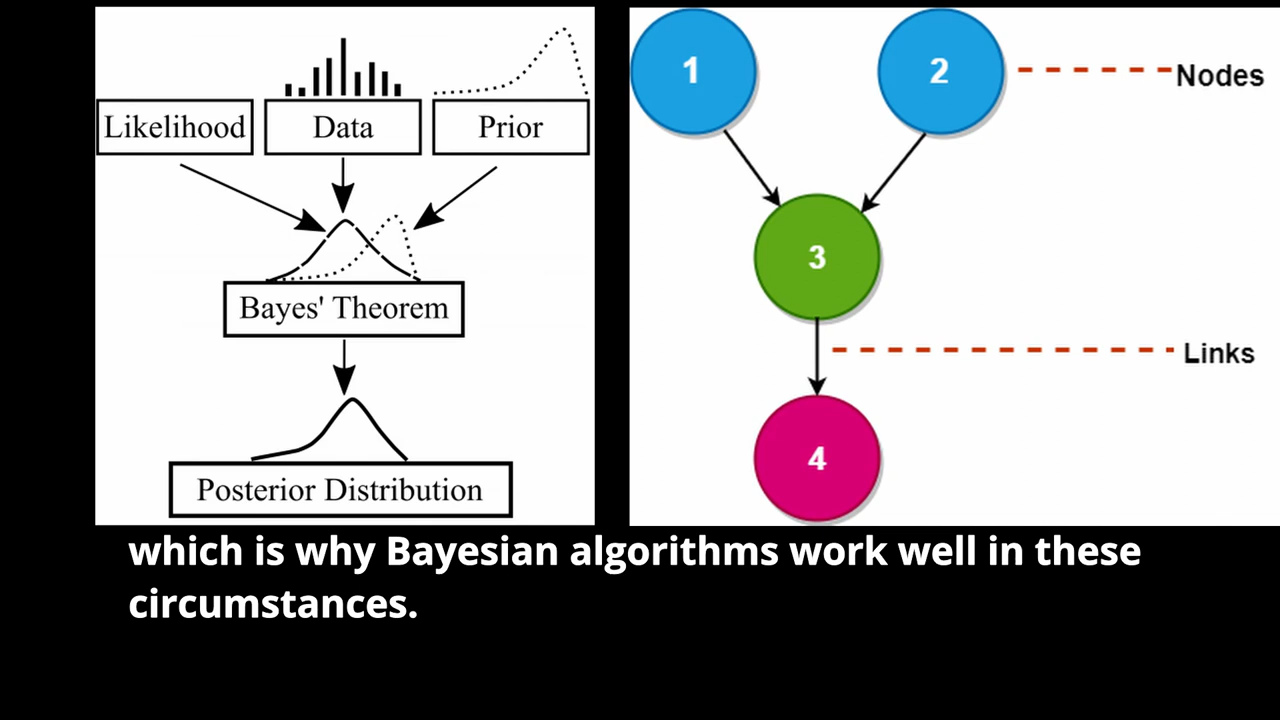 Likelihood
Data
Prior
Bayes' Theorem
Posterior Distribution
1
2
Nodes
3
Links
4
which is why Bayesian algorithms work well in these
circumstances.